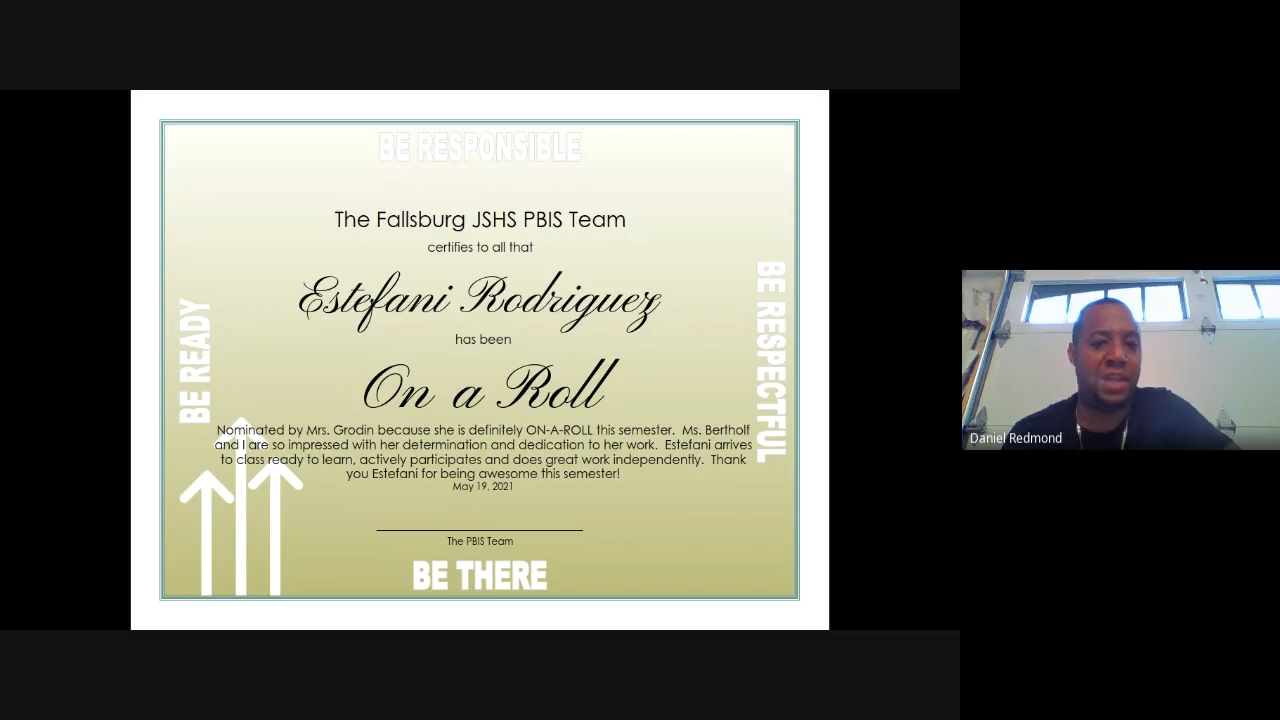 BE RESPONSIBLE
The Fallsburg JSHS PBIS Team
certifies to all that
Estefani Rodriguez
has been
On a Roll
Nominated by Mrs. Grodin because she is definitely ON-A-ROLL this semester.  Ms. Bertholf
and I are so impressed with her determination and dedication to her work.  Estefani arrives
to class ready to learn, actively participates and does great work independently.  Thank
you Estefani for being awesome this semester!
May 19, 2021
The PBIS Team
BE READY
BE RESPECTFUL
BE THERE
Daniel Redmond